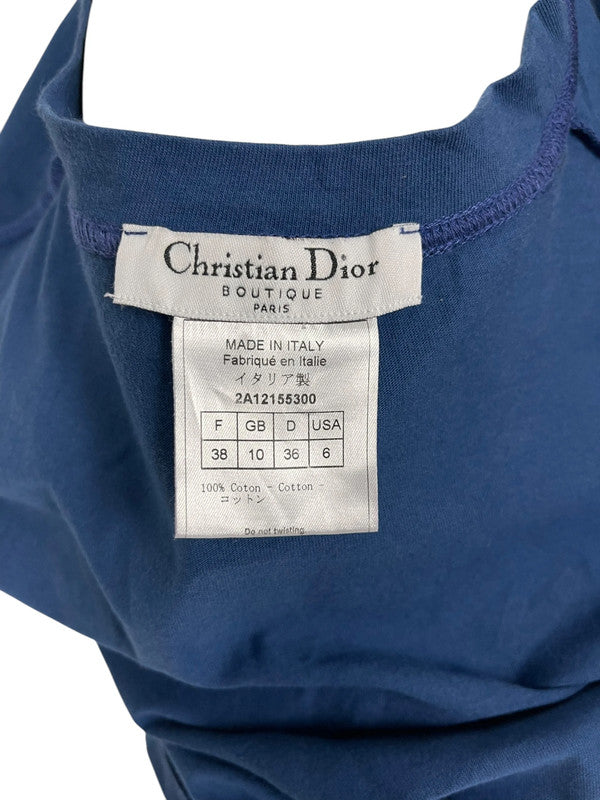 Christian Dior
BOUTIQUE
PARIS
MADE IN ITALY
Fabriqué en Italie
イタリア製
2A12155300
F GB D USA
38 10 36 6
100% Coton - Cotton -
コットン
Do not twisting.